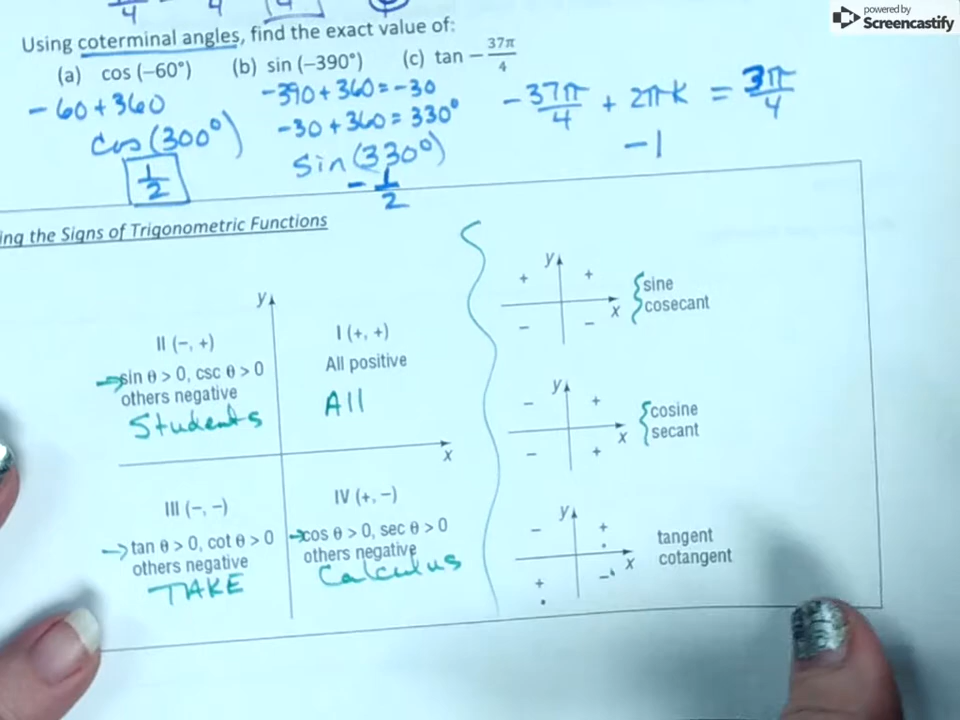 4 4 4
Using coterminal angles, find the exact value of:
(a) cos (−60°) (b) sin (−390°) (c) tan − 37π/4
−60 + 360
cos (300°)
1/2
−390 + 360 = −30
−30 + 360 = 330°
sin (330°)
− 1/2
− 37π/4 + 2πk = 3π/4
−1
ing the Signs of Trigonometric Functions
y
II (−, +)
sin θ > 0, csc θ > 0
others negative
Students
I (+, +)
All positive
All
x
III (−, −)
tan θ > 0, cot θ > 0
others negative
TAKE
IV (+, −)
cos θ > 0, sec θ > 0
others negative
Calculus
y
+ +
x
− −
sine
cosecant
y
− +
x
− +
cosine
secant
y
− +
x
+ −
tangent
cotangent
powered by
Screencastify